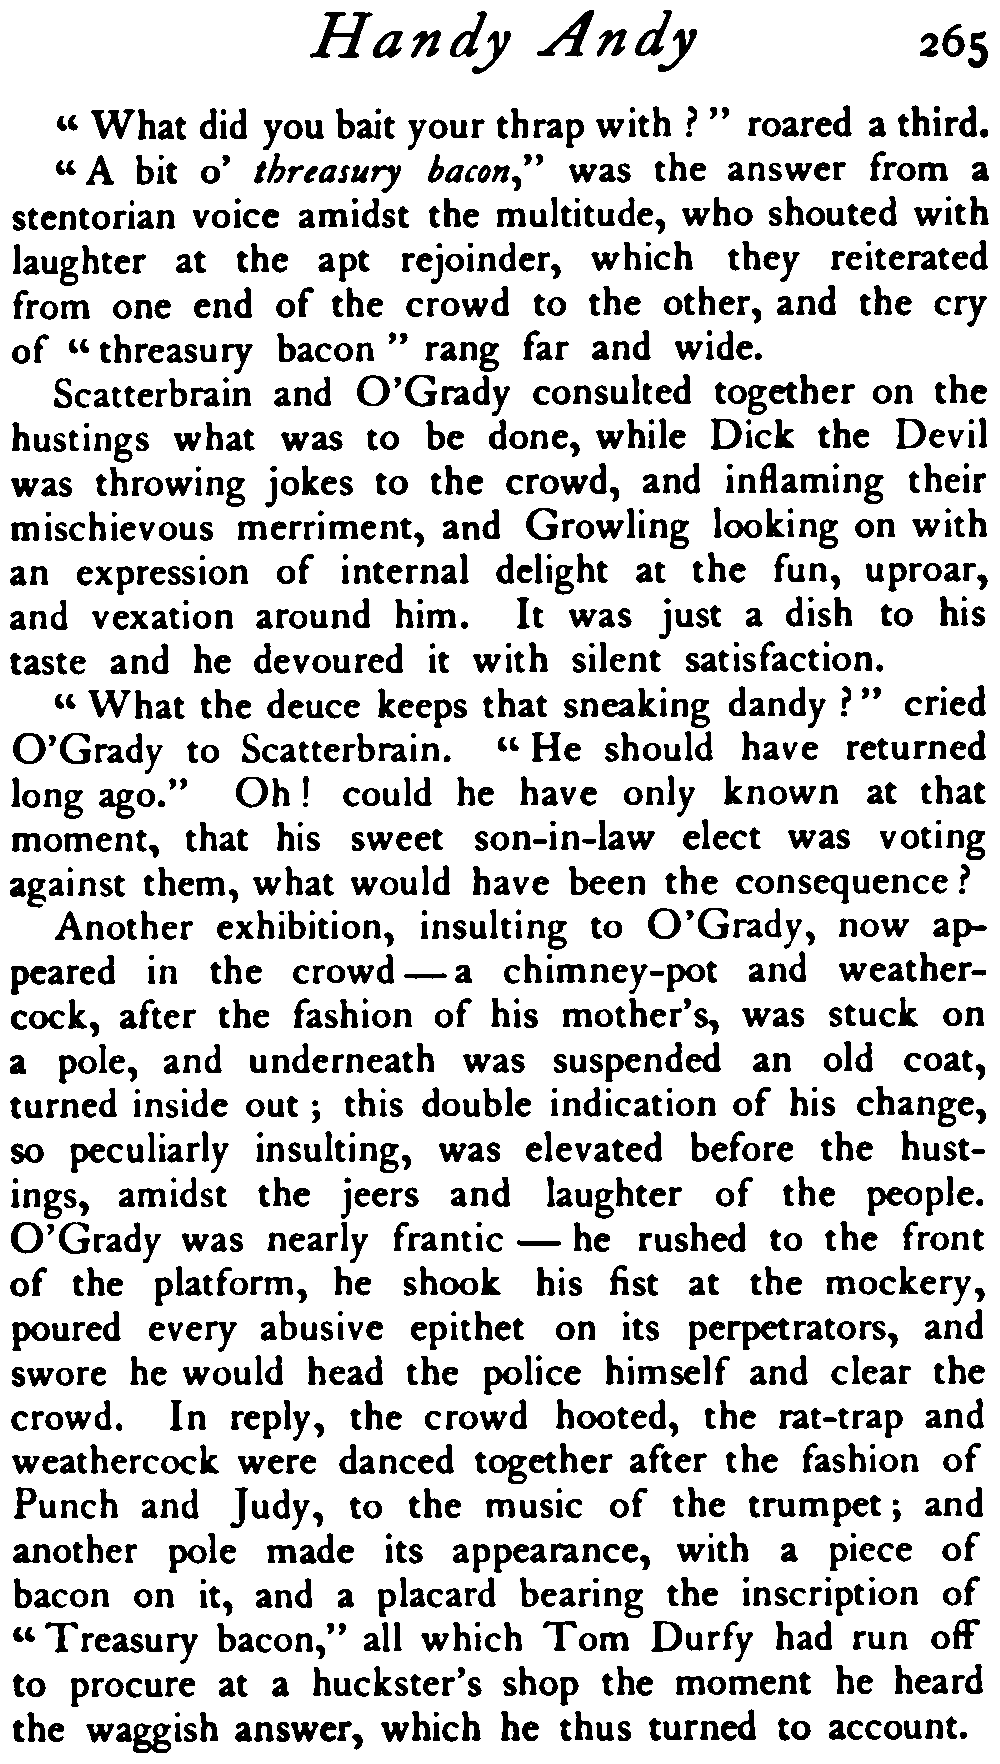 Handy Andy 265
“ What did you bait your thrap with ? ” roared a third.
“ A bit o’ threasury bacon,” was the answer from a
stentorian voice amidst the multitude, who shouted with
laughter at the apt rejoinder, which they reiterated
from one end of the crowd to the other, and the cry
of “ threasury bacon ” rang far and wide.
Scatterbrain and O’Grady consulted together on the
hustings what was to be done, while Dick the Devil
was throwing jokes to the crowd, and inflaming their
mischievous merriment, and Growling looking on with
an expression of internal delight at the fun, uproar,
and vexation around him. It was just a dish to his
taste and he devoured it with silent satisfaction.
“ What the deuce keeps that sneaking dandy ? ” cried
O’Grady to Scatterbrain. “ He should have returned
long ago.” Oh ! could he have only known at that
moment, that his sweet son-in-law elect was voting
against them, what would have been the consequence ?
Another exhibition, insulting to O’Grady, now ap-
peared in the crowd — a chimney-pot and weather-
cock, after the fashion of his mother’s, was stuck on
a pole, and underneath was suspended an old coat,
turned inside out ; this double indication of his change,
so peculiarly insulting, was elevated before the hust-
ings, amidst the jeers and laughter of the people.
O’Grady was nearly frantic — he rushed to the front
of the platform, he shook his fist at the mockery,
poured every abusive epithet on its perpetrators, and
swore he would head the police himself and clear the
crowd. In reply, the crowd hooted, the rat-trap and
weathercock were danced together after the fashion of
Punch and Judy, to the music of the trumpet ; and
another pole made its appearance, with a piece of
bacon on it, and a placard bearing the inscription of
“ Treasury bacon,” all which Tom Durfy had run off
to procure at a huckster’s shop the moment he heard
the waggish answer, which he thus turned to account.